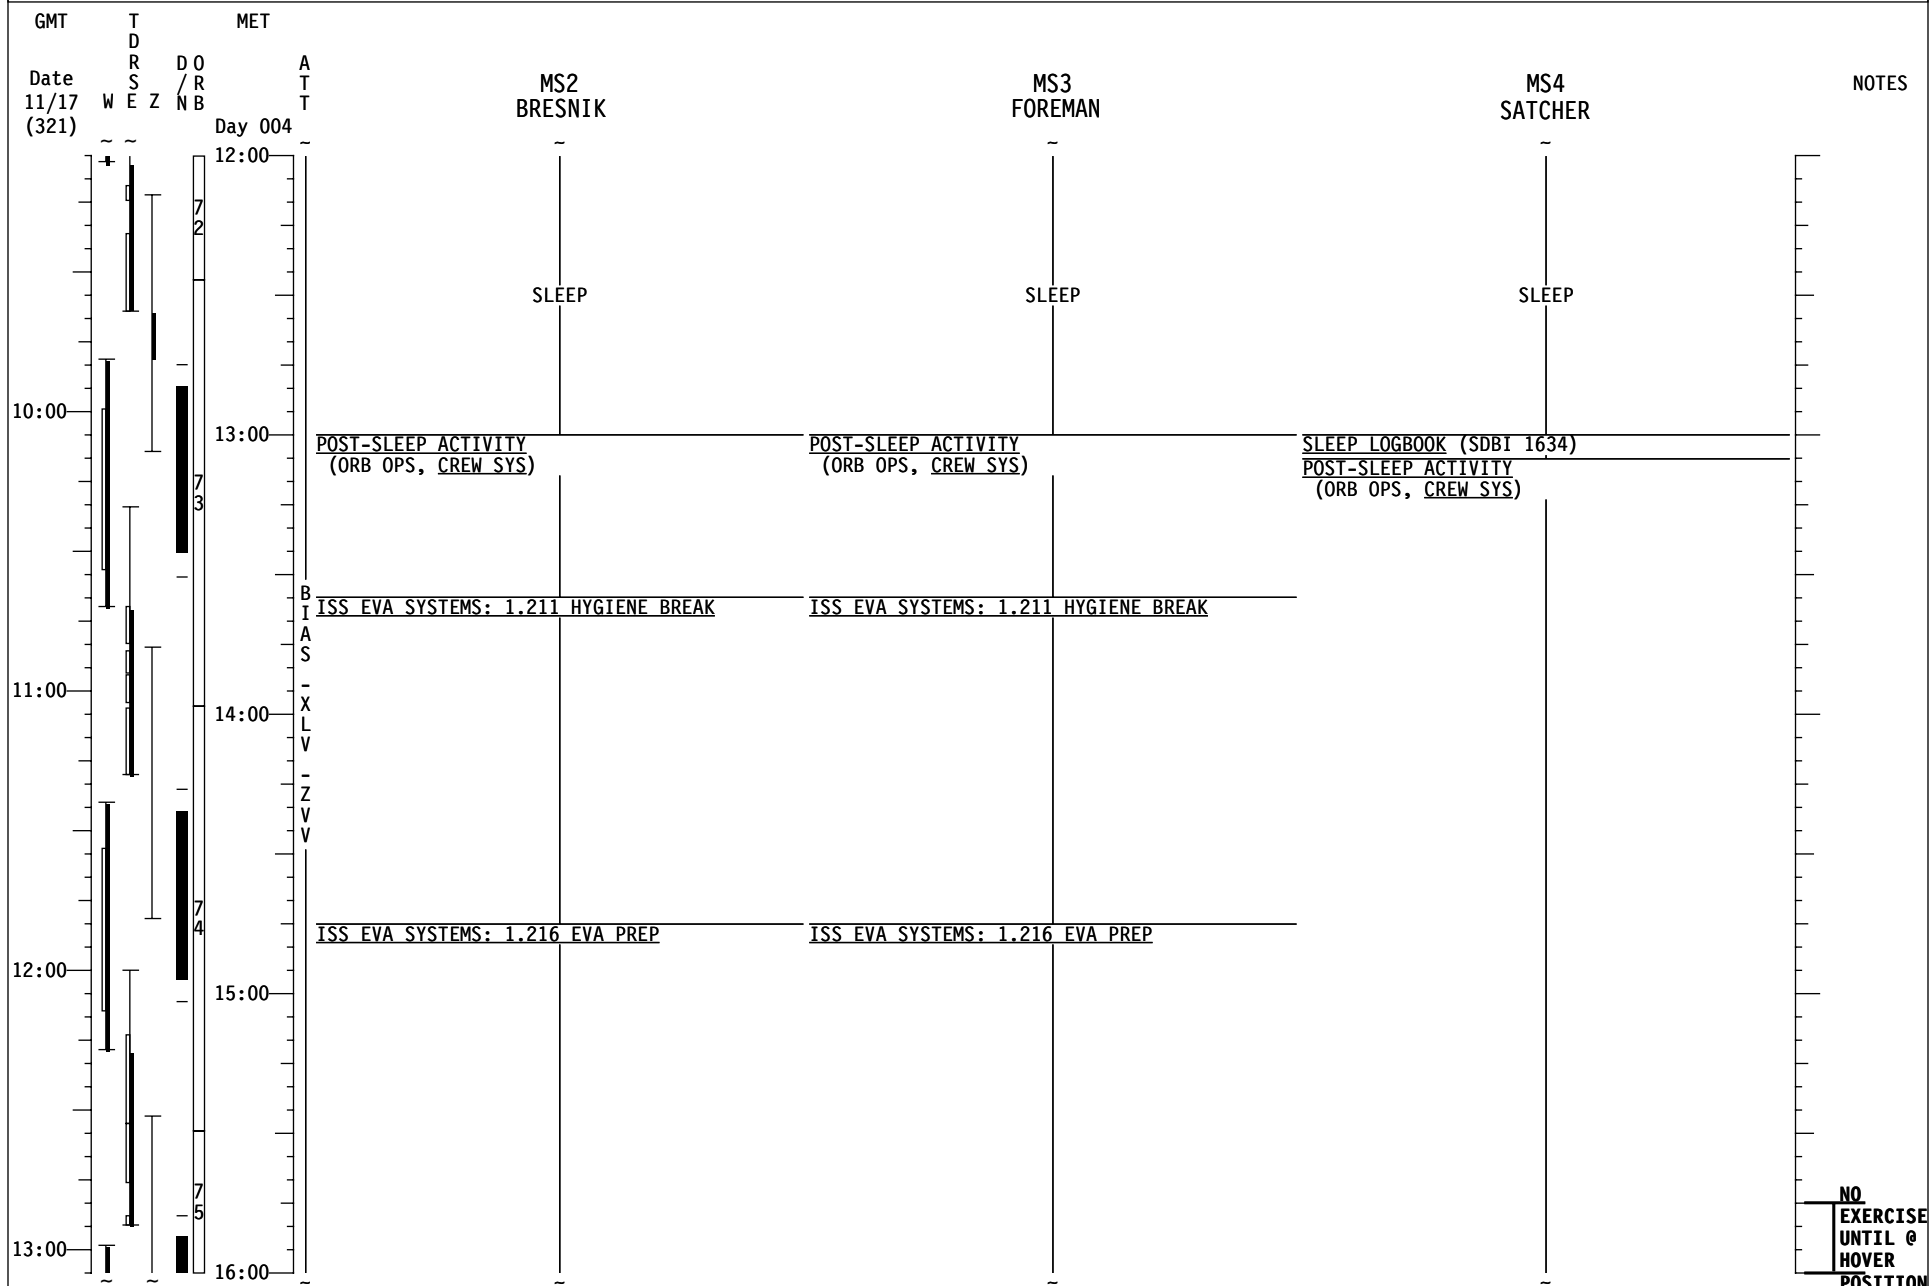 GMT
TDRS
MET
Date
11/17
(321)
W E Z
D/N
ORB
Day 004
ATT
MS2
BRESNIK
MS3
FOREMAN
MS4
SATCHER
NOTES
~ ~ ~ ~ ~ ~
12:00
72
SLEEP SLEEP SLEEP
10:00
13:00
POST-SLEEP ACTIVITY
(ORB OPS, CREW SYS)
POST-SLEEP ACTIVITY
(ORB OPS, CREW SYS)
SLEEP LOGBOOK (SDBI 1634)
POST-SLEEP ACTIVITY
(ORB OPS, CREW SYS)
73
BIAS -XLV -ZVV
ISS EVA SYSTEMS: 1.211 HYGIENE BREAK
ISS EVA SYSTEMS: 1.211 HYGIENE BREAK
11:00
14:00
74
ISS EVA SYSTEMS: 1.216 EVA PREP
ISS EVA SYSTEMS: 1.216 EVA PREP
12:00
15:00
75
13:00
16:00
NO
EXERCISE
UNTIL @
HOVER
POSITION
~ ~ ~ ~ ~ ~